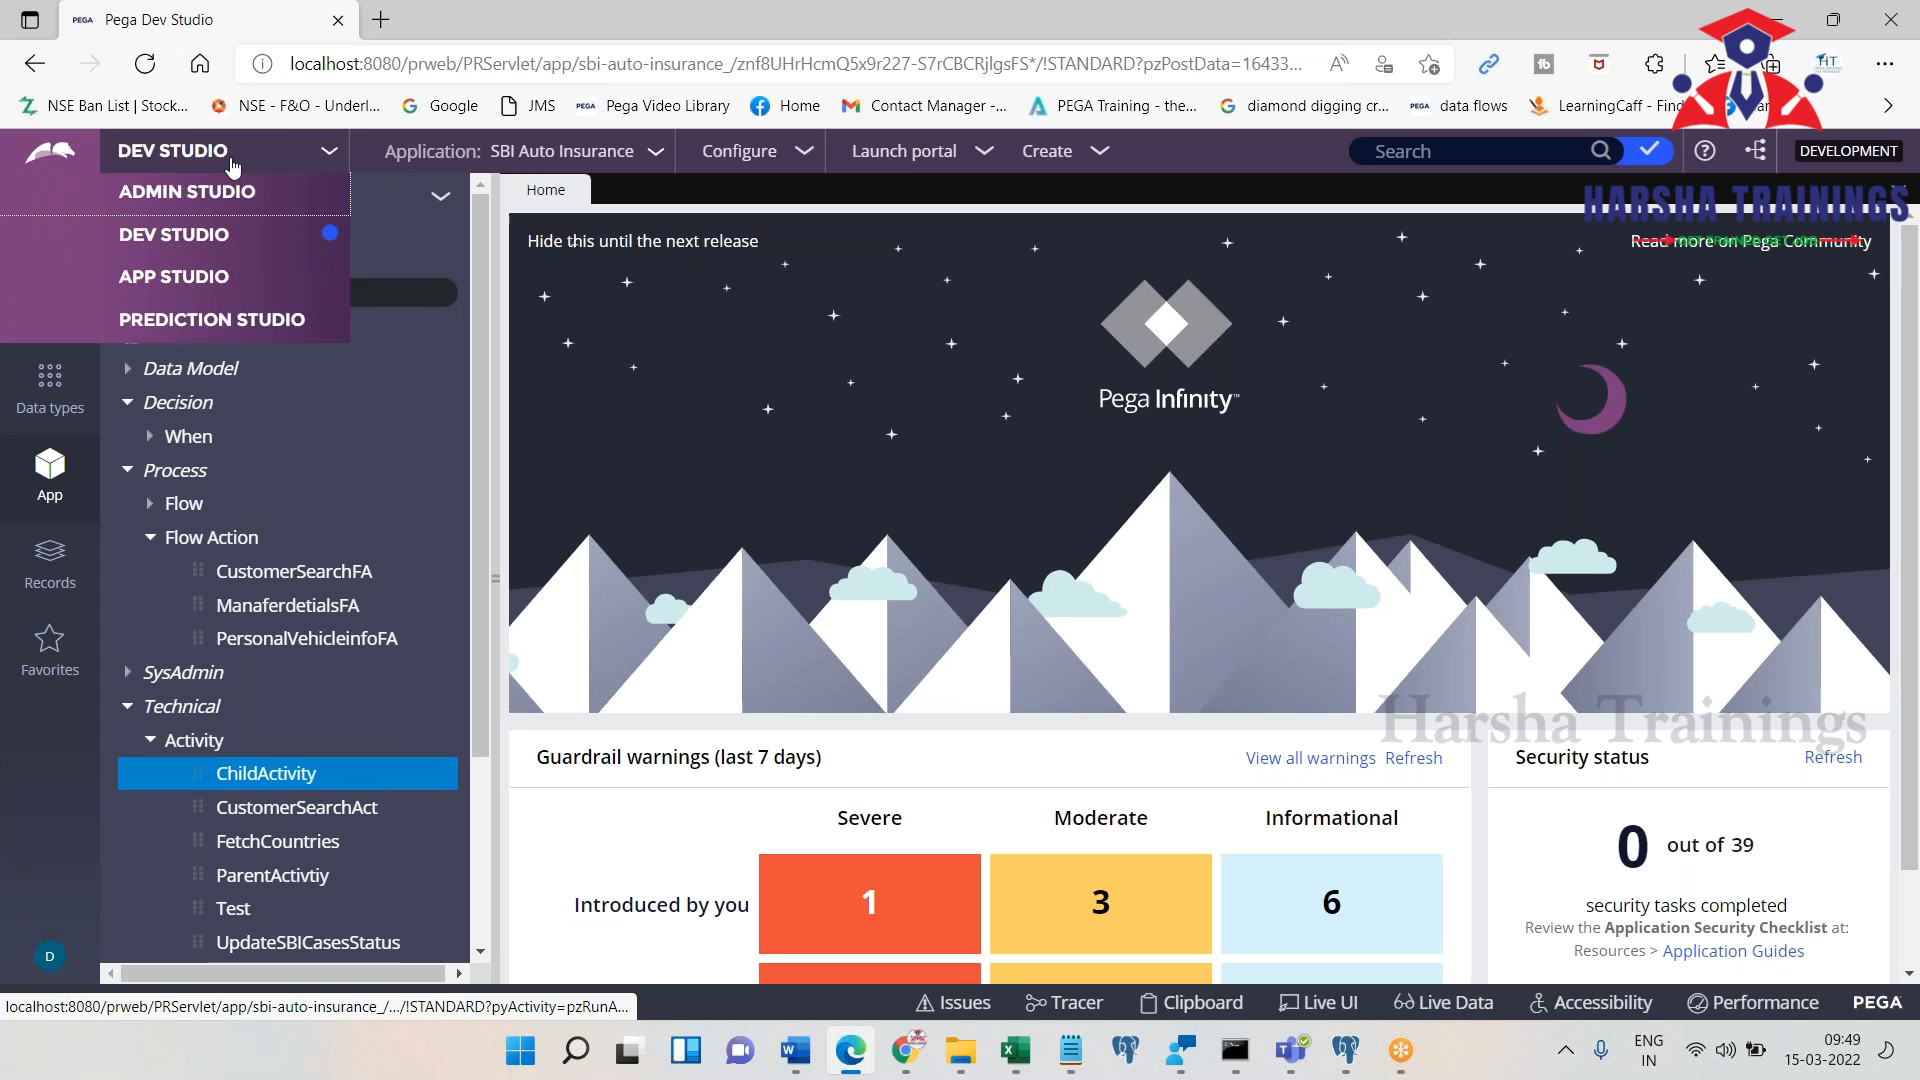 PEGA Pega Dev Studio
localhost:8080/prweb/PRServlet/app/sbi-auto-insurance_/znf8UHrHcmQ5x9r227-S7rCBCRjlgsFS*/!STANDARD?pzPostData=16433...
NSE Ban List | Stock...
NSE - F&O - Underl...
Google
JMS
PEGA Pega Video Library
Home
Contact Manager -...
PEGA Training - the...
diamond digging cr...
PEGA data flows
LearningCaff - Find
DEV STUDIO
Application: SBI Auto Insurance
Configure
Launch portal
Create
Search
DEVELOPMENT
ADMIN STUDIO
DEV STUDIO
APP STUDIO
PREDICTION STUDIO
Home
HARSHA TRAININGS
GET TRAINED GET JOB
Hide this until the next release
Read more on Pega Community
Pega Infinity™
Data types
App
Records
Favorites
D
Data Model
Decision
When
Process
Flow
Flow Action
CustomerSearchFA
ManaferdetialsFA
PersonalVehicleinfoFA
SysAdmin
Technical
Activity
ChildActivity
CustomerSearchAct
FetchCountries
ParentActivtiy
Test
UpdateSBICasesStatus
Harsha Trainings
Guardrail warnings (last 7 days)
View all warnings Refresh
Severe Moderate Informational
Introduced by you 1 3 6
Security status
Refresh
0 out of 39
security tasks completed
Review the Application Security Checklist at:
Resources > Application Guides
localhost:8080/prweb/PRServlet/app/sbi-auto-insurance_/.../!STANDARD?pyActivity=pzRunA...
Issues
Tracer
Clipboard
Live UI
Live Data
Accessibility
Performance
PEGA
ENG
IN
09:49
15-03-2022